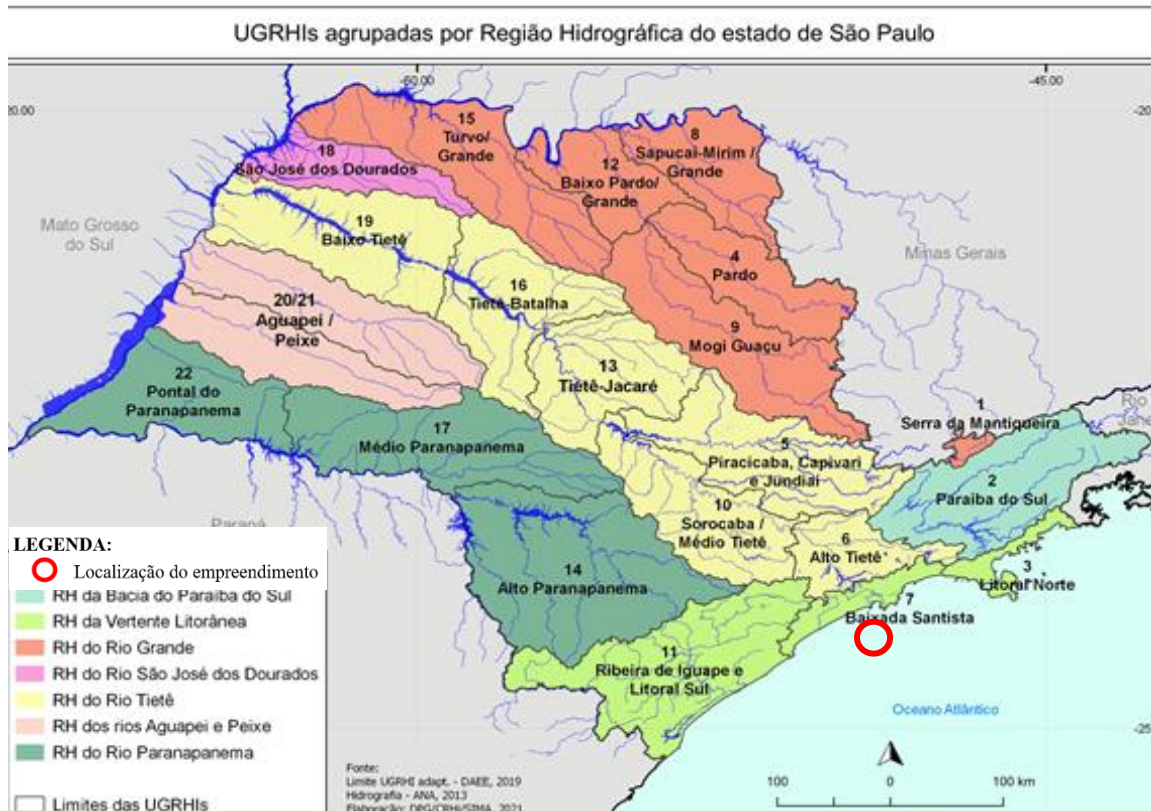 UGRHIs agrupadas por Região Hidrográfica do estado de São Paulo
-50.00
-45.00
20.00
-20
15
Turvo/
Grande
8
Sapucaí-Mirim /
Grande
18
São José dos Dourados
12
Baixo Pardo/
Grande
Mato Grosso
do Sul
19
Baixo Tietê
4
Pardo
Minas Gerais
16
Tietê-Batalha
20/21
Aguapeí /
Peixe
9
Mogi Guaçu
13
Tietê-Jacaré
22
Pontal do
Paranapanema
17
Médio Paranapanema
1
Serra da Mantiqueira
Rio
Jane
5
Piracicaba, Capivari
e Jundiaí
2
Paraíba do Sul
10
Sorocaba /
Médio Tietê
6
Alto Tietê
Paraná
14
Alto Paranapanema
3
Litoral Norte
7
Baixada Santista
11
Ribeira de Iguape e
Litoral Sul
Oceano Atlântico
-25
LEGENDA:
Localização do empreendimento
RH da Bacia do Paraíba do Sul
RH da Vertente Litorânea
RH do Rio Grande
RH do Rio São José dos Dourados
RH do Rio Tietê
RH dos rios Aguapeí e Peixe
RH do Rio Paranapanema
Limites das UGRHIs
Fonte:
Limite UGRHI adapt. - DAEE, 2019
Hidrografia - ANA, 2013
Elaboração: DPG/CRHi/SIMA, 2021
100 0 100 km